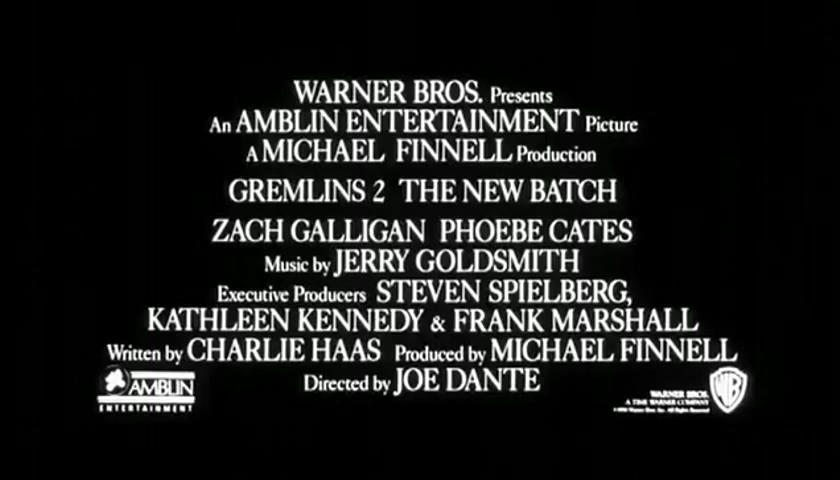 WARNER BROS. Presents
An AMBLIN ENTERTAINMENT Picture
A MICHAEL FINNELL Production
GREMLINS 2 THE NEW BATCH
ZACH GALLIGAN PHOEBE CATES
Music by JERRY GOLDSMITH
Executive Producers STEVEN SPIELBERG,
KATHLEEN KENNEDY & FRANK MARSHALL
Written by CHARLIE HAAS Produced by MICHAEL FINNELL
Directed by JOE DANTE
AMBLIN
ENTERTAINMENT
WARNER BROS.
A TIME WARNER COMPANY
WB